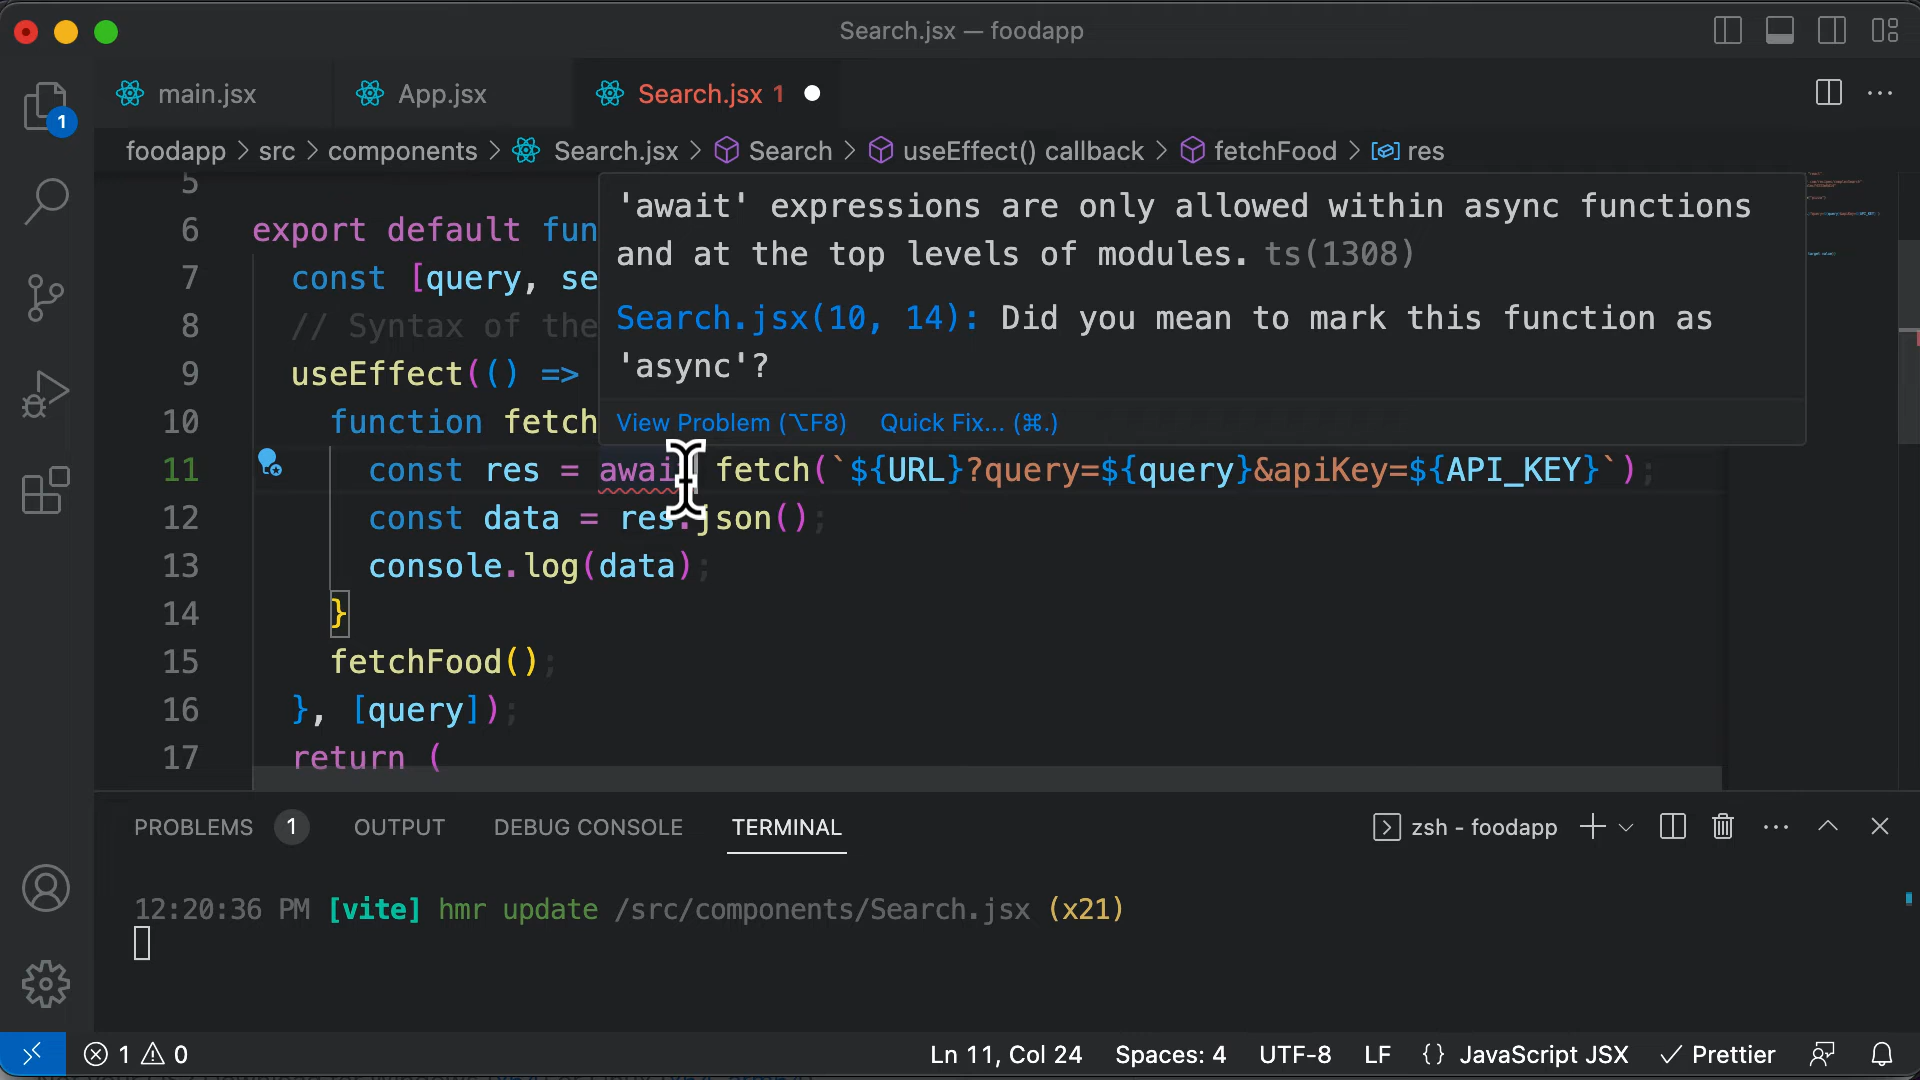 Search.jsx — foodapp
main.jsx App.jsx Search.jsx 1
foodapp > src > components > Search.jsx > Search > useEffect() callback > fetchFood > res
5
6 export default fun
7 const [query, se
8 // Syntax of the
9 useEffect(() =>
10 function fetch
'await' expressions are only allowed within async functions
and at the top levels of modules. ts(1308)
Search.jsx(10, 14): Did you mean to mark this function as
'async'?
View Problem (⌥F8) Quick Fix... (⌘.)
11 const res = await fetch(`${URL}?query=${query}&apiKey=${API_KEY}`);
12 const data = res.json();
13 console.log(data);
14 }
15 fetchFood();
16 }, [query]);
17 return (
1
PROBLEMS 1 OUTPUT DEBUG CONSOLE TERMINAL zsh - foodapp
12:20:36 PM [vite] hmr update /src/components/Search.jsx (x21)
1 0 Ln 11, Col 24 Spaces: 4 UTF-8 LF {} JavaScript JSX ✓ Prettier